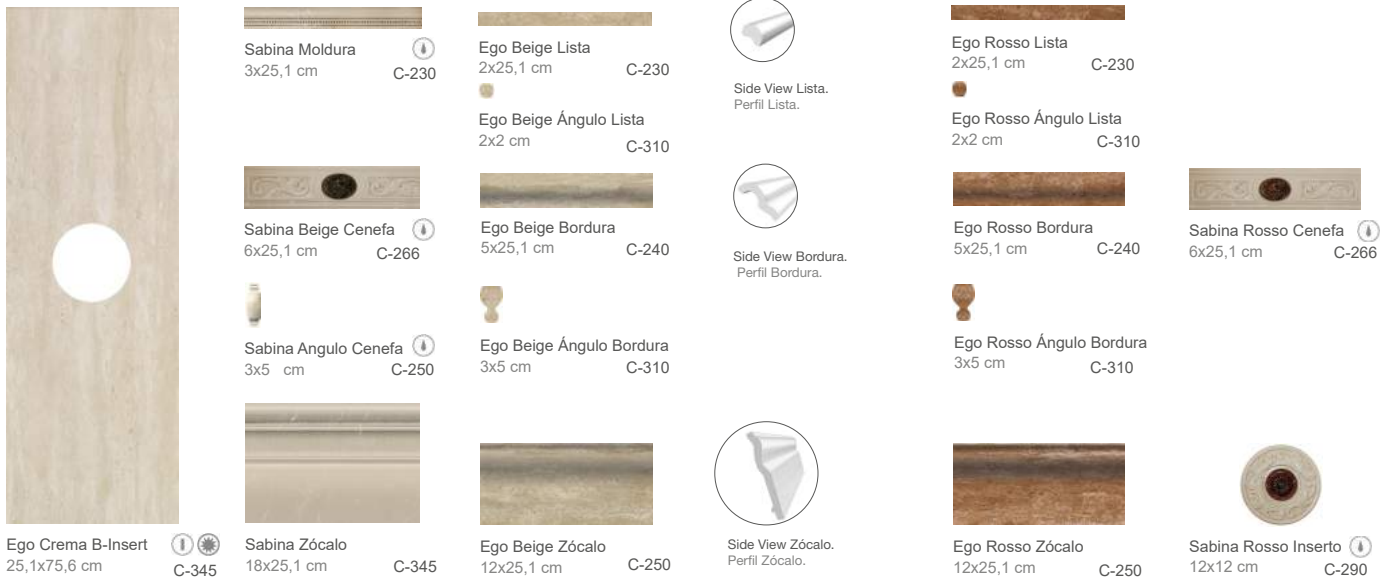 Sabina Moldura
3x25,1 cm C-230
Ego Beige Lista
2x25,1 cm C-230
Ego Beige Ángulo Lista
2x2 cm C-310
Side View Lista.
Perfil Lista.
Ego Rosso Lista
2x25,1 cm C-230
Ego Rosso Ángulo Lista
2x2 cm C-310
Sabina Beige Cenefa
6x25,1 cm C-266
Ego Beige Bordura
5x25,1 cm C-240
Side View Bordura.
Perfil Bordura.
Ego Rosso Bordura
5x25,1 cm C-240
Sabina Rosso Cenefa
6x25,1 cm C-266
Sabina Angulo Cenefa
3x5 cm C-250
Ego Beige Ángulo Bordura
3x5 cm C-310
Ego Rosso Ángulo Bordura
3x5 cm C-310
Ego Crema B-Insert
25,1x75,6 cm C-345
Sabina Zócalo
18x25,1 cm C-345
Ego Beige Zócalo
12x25,1 cm C-250
Side View Zócalo.
Perfil Zócalo.
Ego Rosso Zócalo
12x25,1 cm C-250
Sabina Rosso Inserto
12x12 cm C-290